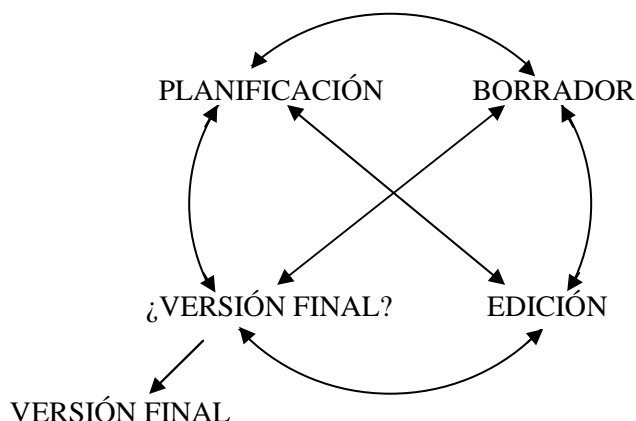 PLANIFICACIÓN BORRADOR
¿VERSIÓN FINAL? EDICIÓN
VERSIÓN FINAL